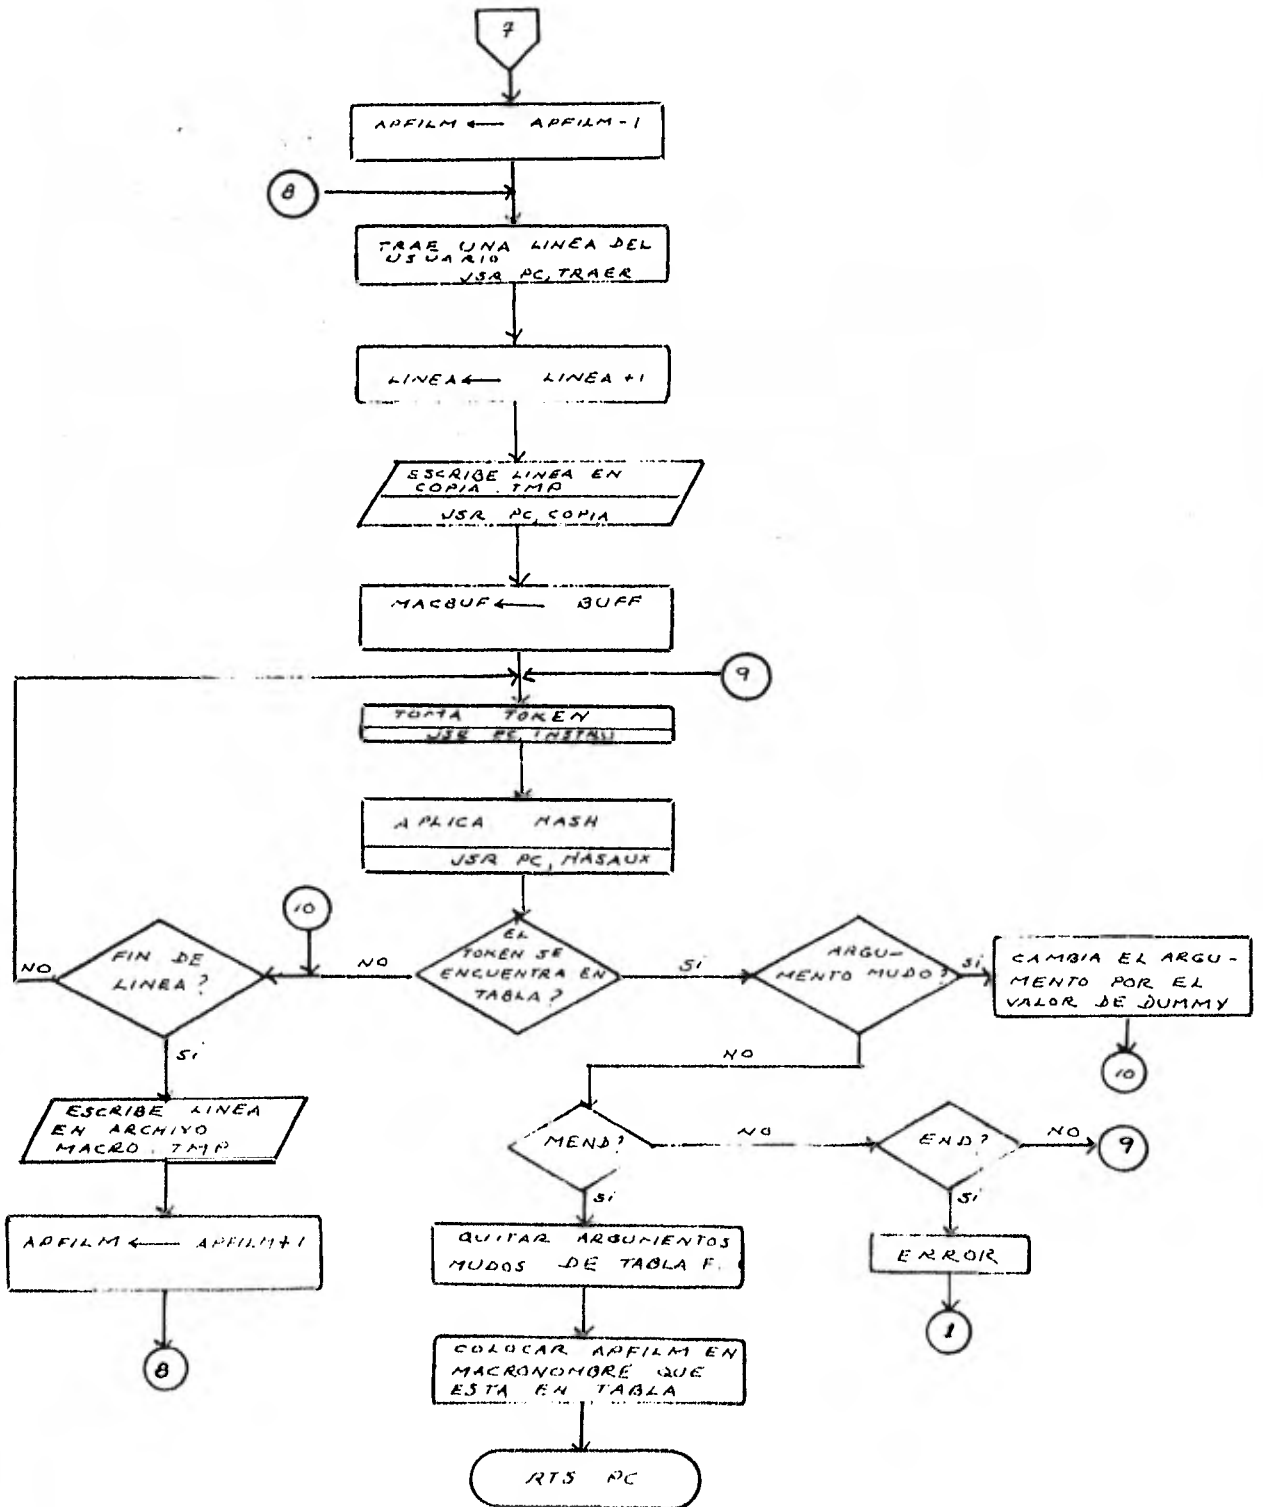 7
APFILM ← APFILM-1
8
TRAE UNA LINEA DEL
USUARIO
JSR PC,TRAER
LINEA ← LINEA +1
ESCRIBE LINEA EN
COPIA .TMP
JSR PC,COPIA
MACBUF ← BUFF
9
TOMA TOKEN
JSR PC INSTRU
APLICA HASH
JSR PC,HASAUX
10
FIN DE
LINEA?
NO
SI
NO
EL
TOKEN SE
ENCUENTRA EN
TABLA?
SI
ARGU-
MENTO MUDO?
SI
CAMBIA EL ARGU-
MENTO POR EL
VALOR DE DUMMY
10
NO
ESCRIBE LINEA
EN ARCHIVO
MACRO.TMP
MEND?
NO
END?
NO
9
SI
SI
APFILM ← APFILM+1
QUITAR ARGUMENTOS
MUDOS DE TABLA F.
ERROR
8
1
COLOCAR APFILM EN
MACRONOMBRE QUE
ESTA EN TABLA
RTS PC